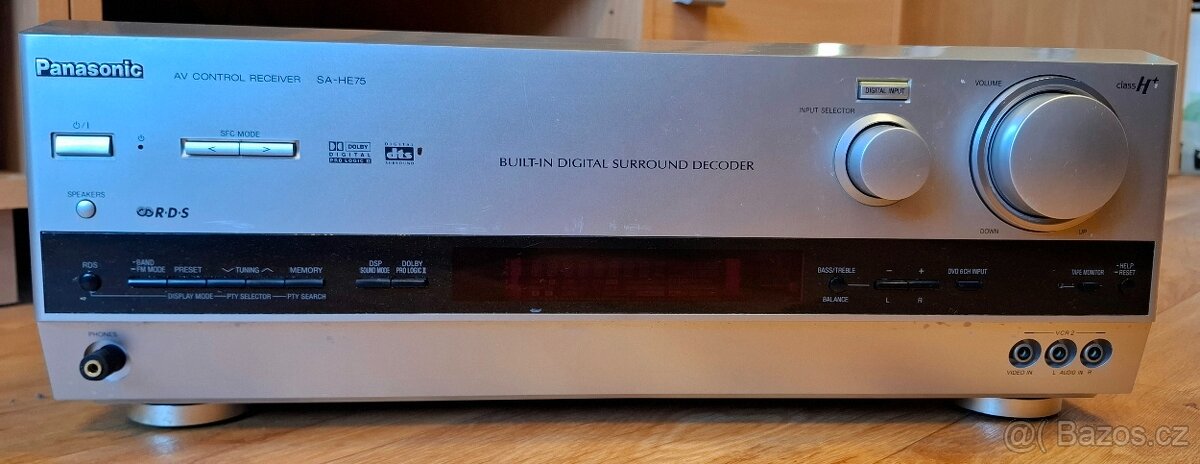 Panasonic
AV CONTROL RECEIVER SA-HE75
class H+
VOLUME
DIGITAL INPUT
INPUT SELECTOR
SFC MODE
< >
DOLBY
DIGITAL
PRO LOGIC II
DIGITAL
dts
SURROUND
BUILT-IN DIGITAL SURROUND DECODER
SPEAKERS
R·D·S
DOWN UP
RDS
BAND
FM MODE
PRESET
TUNING
MEMORY
DISPLAY MODE
PTY SELECTOR
PTY SEARCH
DSP
SOUND MODE
DOLBY
PRO LOGIC II
BASS/TREBLE
BALANCE
− +
L R
DVD 6CH INPUT
TAPE MONITOR
HELP
RESET
PHONES
VCR 2
VIDEO IN L AUDIO IN R
@( Bazoš.cz